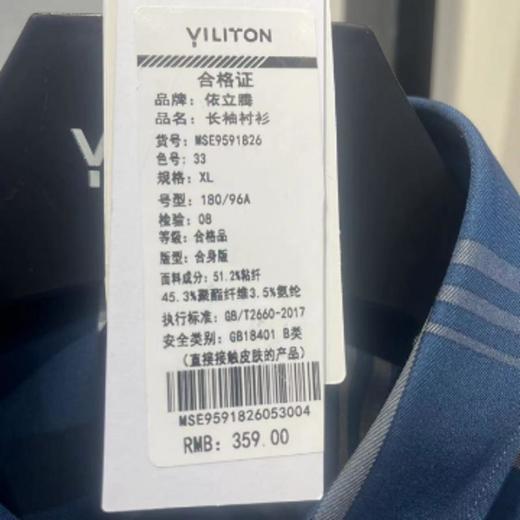 VILITON
合格证
品牌: 依立腾
品名: 长袖衬衫
货号: MSE9591826
色号: 33
规格: XL
号型: 180/96A
检验: 08
等级: 合格品
版型: 合身版
面料成分: 51.2%粘纤
45.3%聚酯纤维3.5%氨纶
执行标准: GB/T2660-2017
安全类别: GB18401 B类
(直接接触皮肤的产品)
MSE9591826053004
RMB: 359.00